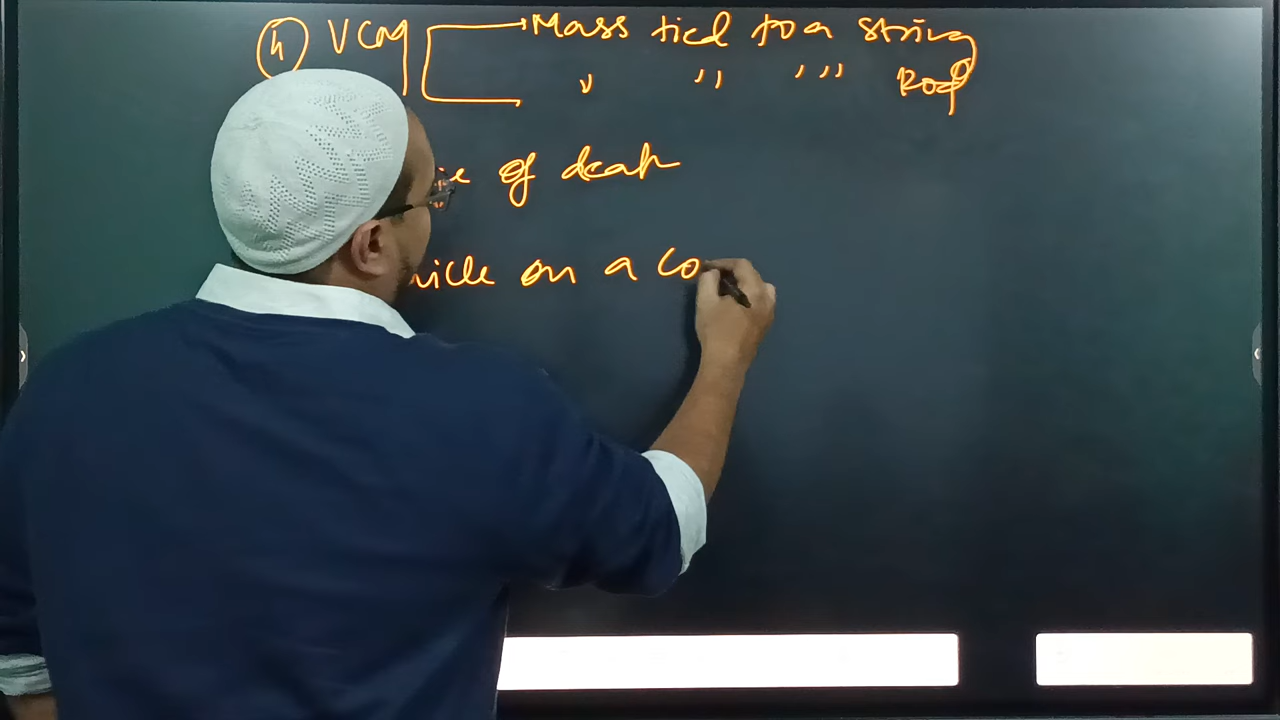 4 VCM Mass tied to a string
" " " " Rod
of death
on a Co